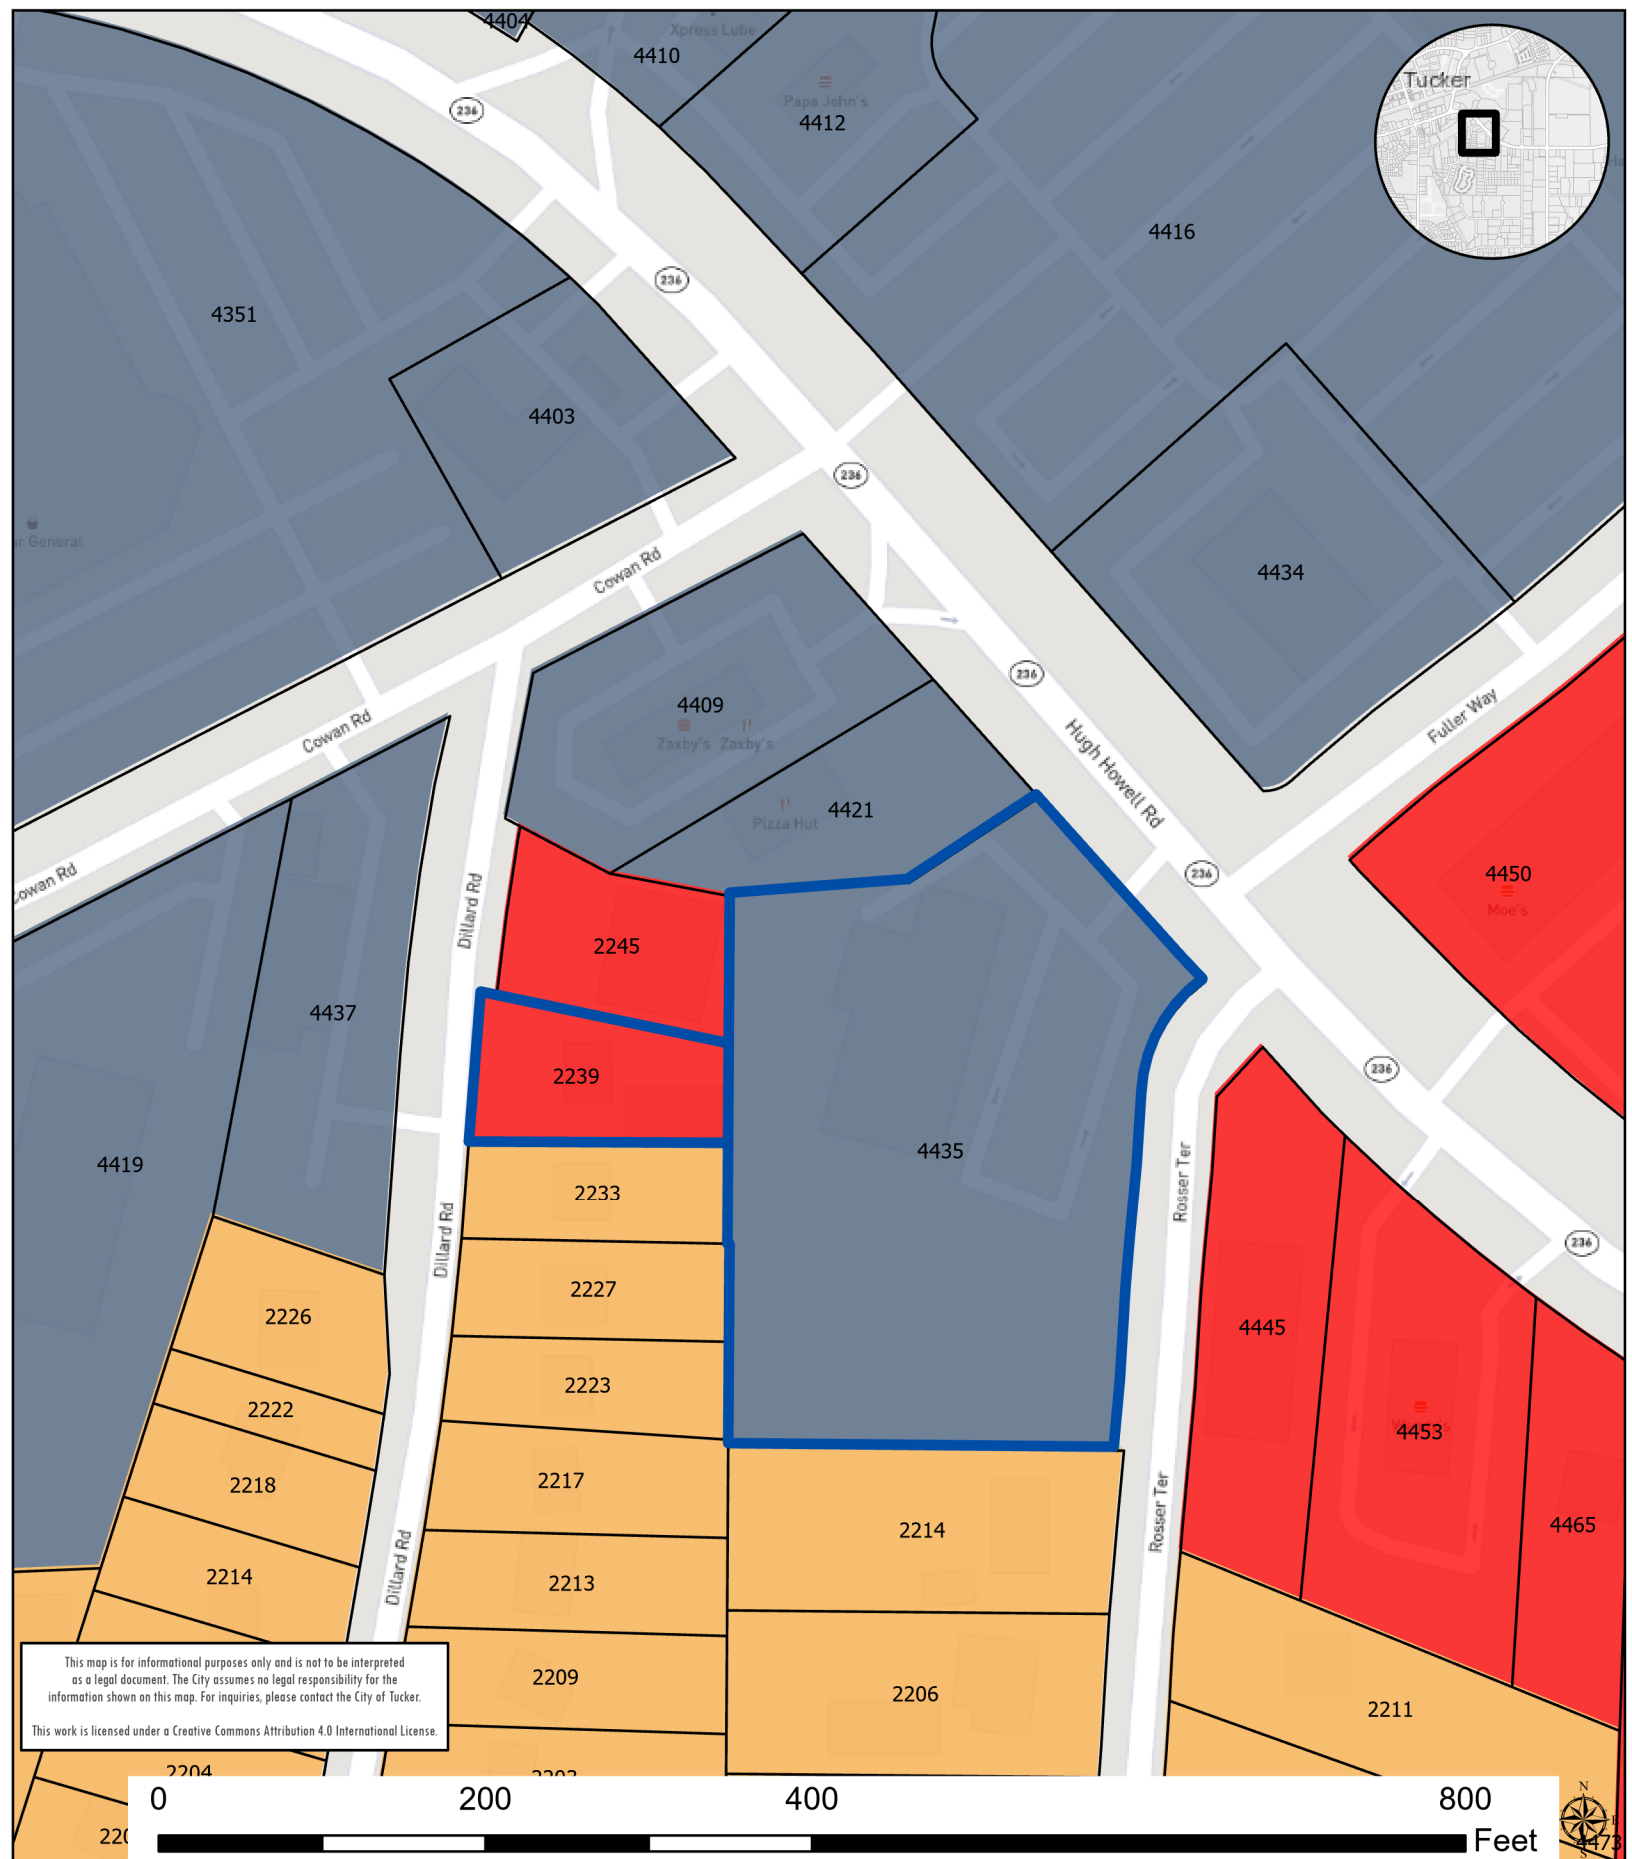 4404
Xpress Lube
4410
Papa John's
4412
Tucker
236
4416
236
4351
4403
236
ar General
Cowan Rd
4434
236
4409
Zaxby's Zaxby's
Fuller Way
Cowan Rd
Hugh Howell Rd
4421
Pizza Hut
236
4450
Moe's
Cowan Rd
Dillard Rd
2245
4437
236
2239
4435
4419
Rosser Ter
2233
Dillard Rd
236
2227
2226
4445
2223
2222
4453
2217
2218
Rosser Ter
4465
2214
2214
2213
Dillard Rd
2209
2206
2211
This map is for informational purposes only and is not to be interpreted
as a legal document. The City assumes no legal responsibility for the
information shown on this map. For inquiries, please contact the City of Tucker.
This work is licensed under a Creative Commons Attribution 4.0 International License.
2204
0 200 400 800
Feet
N
E
S
4473